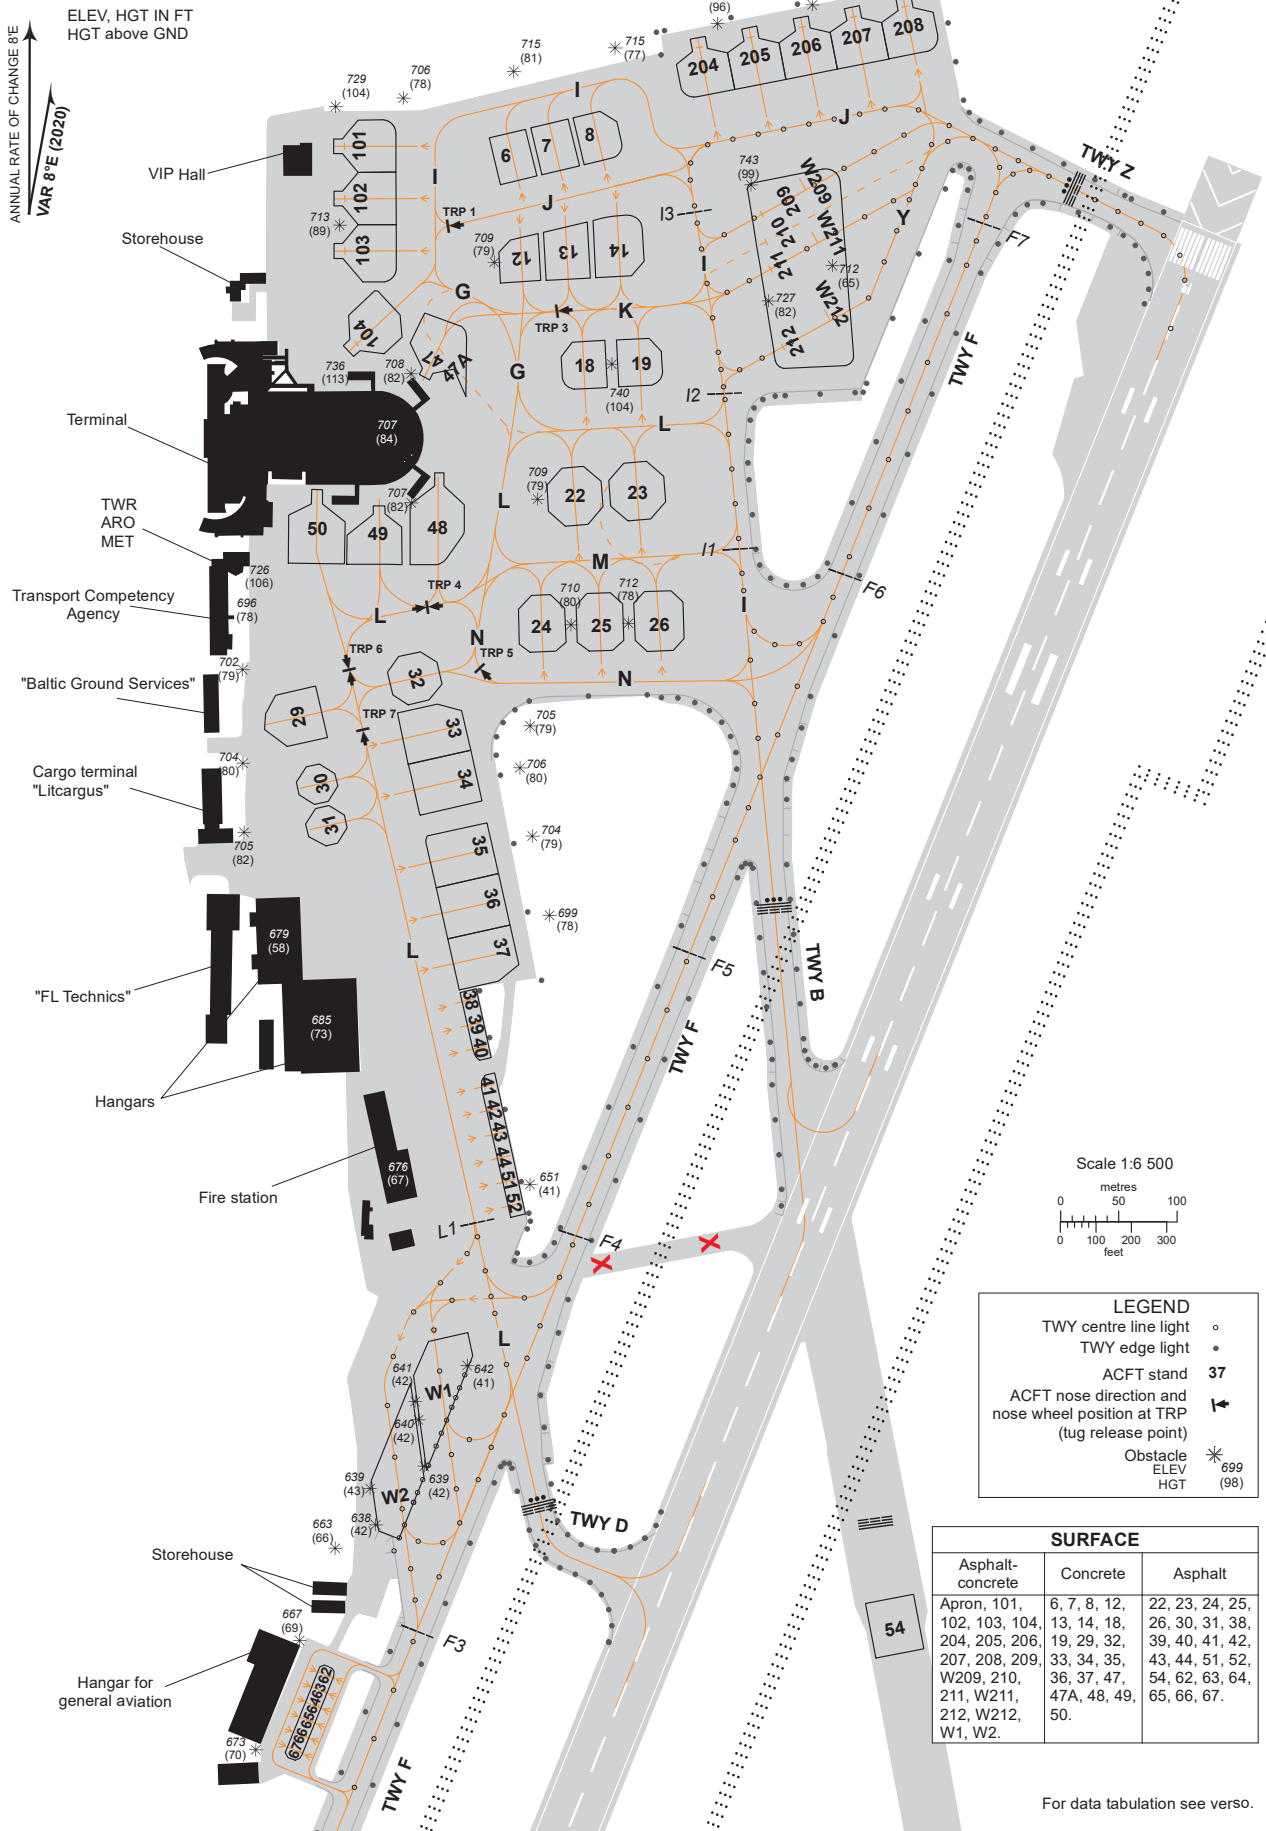 ELEV, HGT IN FT
HGT above GND
ANNUAL RATE OF CHANGE 8'E
VAR 8°E (2020)
(96)
715
(81)
715
(77)
729
(104)
706
(78)
204
205
206
207
208
VIP Hall
101
102
103
713
(89)
I
I
6
7
8
J
J
TRP 1
709
(79)
12
13
14
I3
I
743
(99)
209
W209
210
211
W211
712
(65)
727
(82)
W212
212
Y
TWY Z
F7
TWY F
Storehouse
104
G
K
TRP 3
47
47A
736
(113)
708
(82)
G
18
19
740
(104)
I2
L
Terminal
707
(84)
707
(82)
709
(79)
22
23
L
50
49
48
TWR
ARO
MET
726
(106)
I1
M
F6
Transport Competency
Agency
696
(78)
TRP 4
L
710
(80)
712
(78)
24
25
26
I
N
TRP 5
N
TRP 6
702
(79)
"Baltic Ground Services"
32
29
TRP 7
33
34
705
(79)
706
(80)
704
(80)
Cargo terminal
"Litcargus"
30
31
705
(82)
35
36
37
704
(79)
699
(78)
679
(58)
L
F5
TWY B
"FL Technics"
685
(73)
38
39
40
TWY F
Hangars
41
42
43
44
51
52
Fire station
676
(67)
651
(41)
L1
F4
X
X
Scale 1:6 500
metres
0 50 100
0 100 200 300
feet
LEGEND
TWY centre line light
TWY edge light
ACFT stand 37
ACFT nose direction and
nose wheel position at TRP
(tug release point)
Obstacle
ELEV 699
HGT (98)
L
641
(42)
642
(41)
W1
640
(42)
639
(43)
639
(42)
W2
638
(42)
663
(66)
TWY D
Storehouse
667
(69)
F3
54
SURFACE
Asphalt-
concrete
Concrete
Asphalt
Apron, 101,
102, 103, 104,
204, 205, 206,
207, 208, 209,
W209, 210,
211, W211,
212, W212,
W1, W2.
6, 7, 8, 12,
13, 14, 18,
19, 29, 32,
33, 34, 35,
36, 37, 47,
47A, 48, 49,
50.
22, 23, 24, 25,
26, 30, 31, 38,
39, 40, 41, 42,
43, 44, 51, 52,
54, 62, 63, 64,
65, 66, 67.
Hangar for
general aviation
67 66 65 64 63 62
673
(70)
TWY F
For data tabulation see verso.